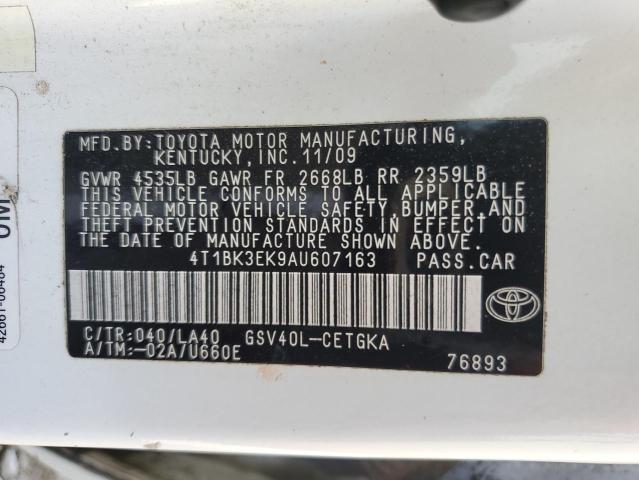 MFD.BY:TOYOTA MOTOR MANUFACTURING,
KENTUCKY,INC.11/09
GVWR 4535LB GAWR FR 2668LB RR 2359LB
THIS VEHICLE CONFORMS TO ALL APPLICABLE
FEDERAL MOTOR VEHICLE SAFETY,BUMPER,AND
THEFT PREVENTION STANDARDS IN EFFECT
ON THE DATE OF MANUFACTURE SHOWN ABOVE.
4T1BK3EK9AU607163 PASS.CAR
C/TR:040/LA40 GSV40L-CETGKA
A/TM:-02A/U660E
76893